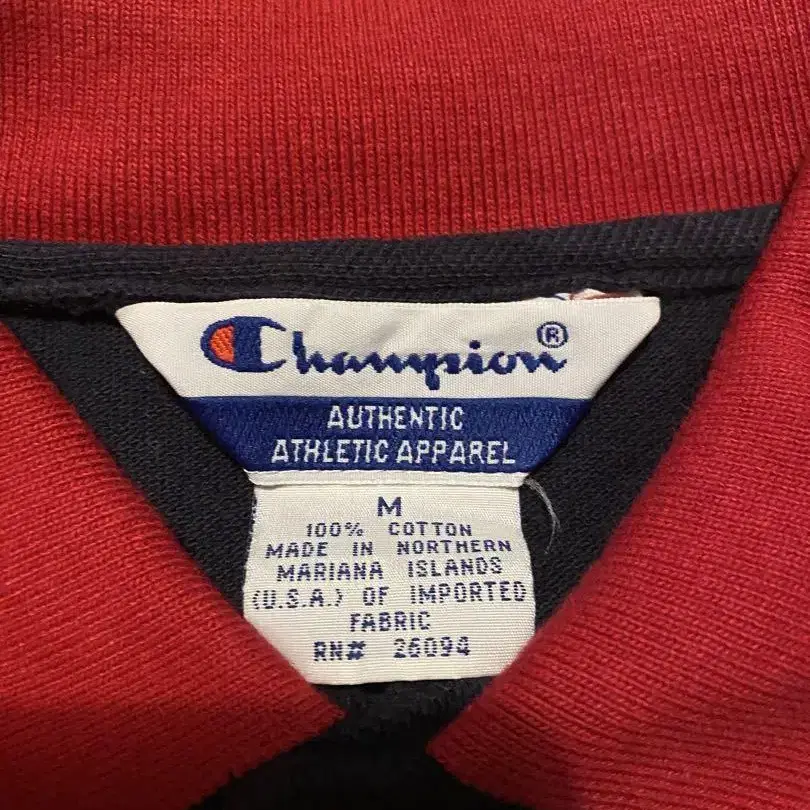 Champion®
AUTHENTIC
ATHLETIC APPAREL
M
100% COTTON
MADE IN NORTHERN
MARIANA ISLANDS
(U.S.A.) OF IMPORTED
FABRIC
RN# 26094